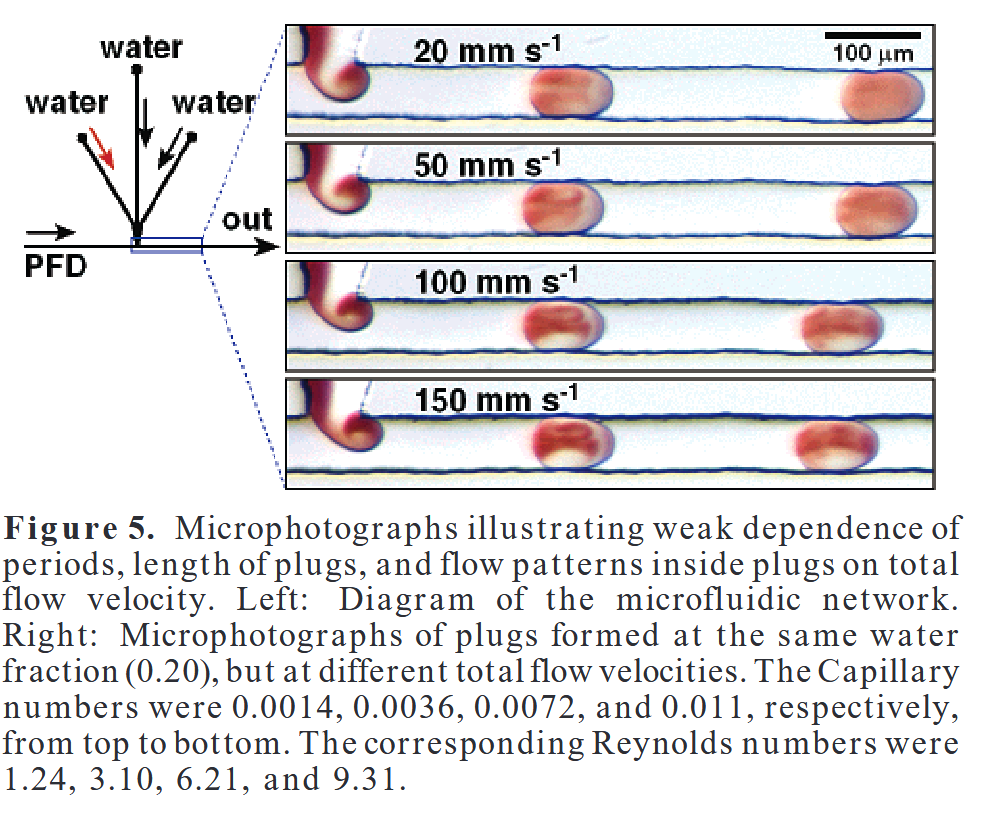 water
water
water
out
PFD
20 mm s-1
100 μm
50 mm s-1
100 mm s-1
150 mm s-1
Figure 5. Microphotographs illustrating weak dependence of
periods, length of plugs, and flow patterns inside plugs on total
flow velocity. Left: Diagram of the microfluidic network.
Right: Microphotographs of plugs formed at the same water
fraction (0.20), but at different total flow velocities. The Capillary
numbers were 0.0014, 0.0036, 0.0072, and 0.011, respectively,
from top to bottom. The corresponding Reynolds numbers were
1.24, 3.10, 6.21, and 9.31.